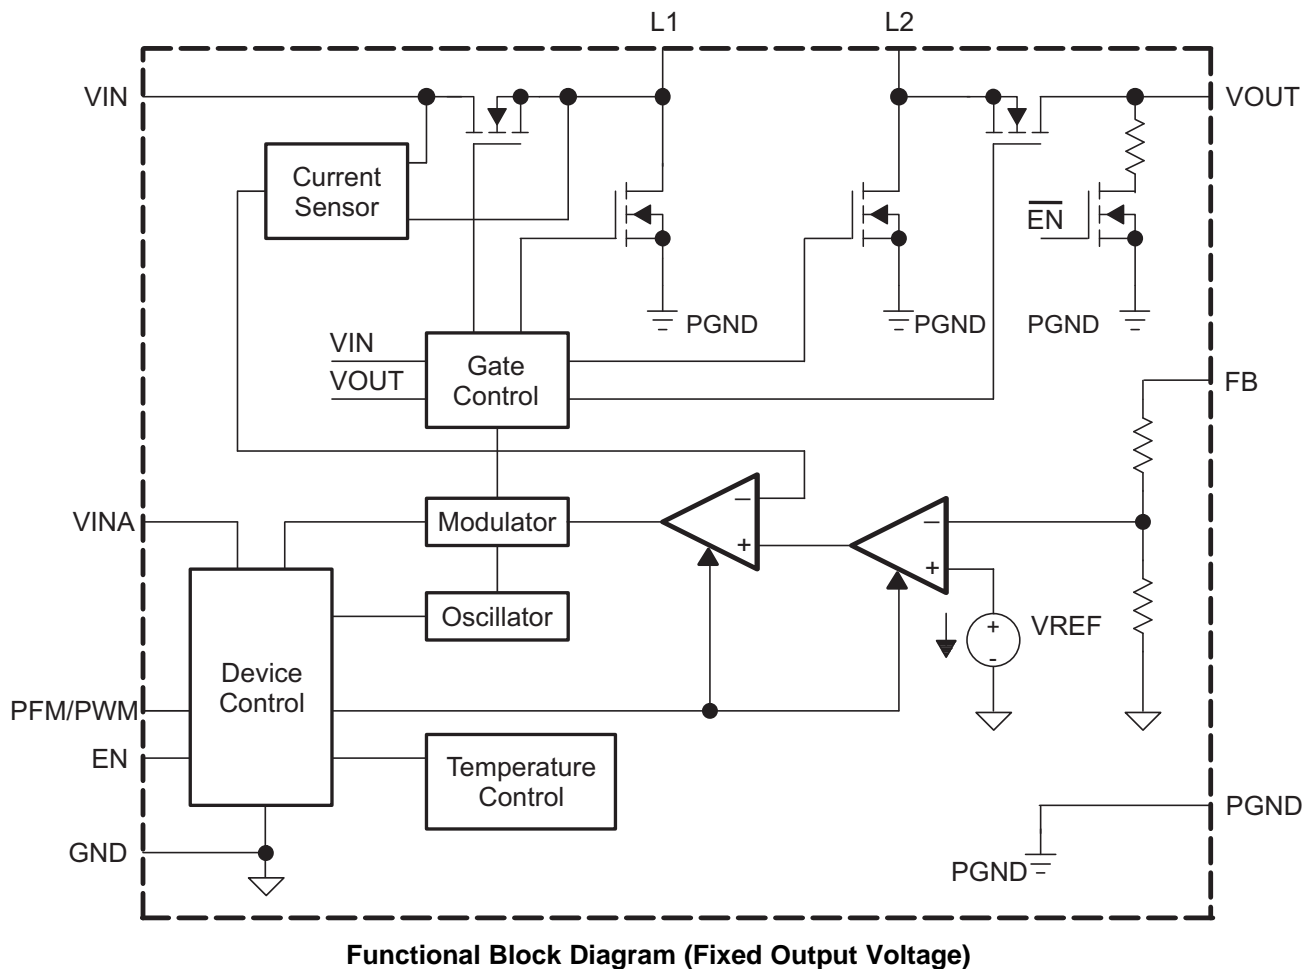 L1 L2
VIN
VOUT
Current
Sensor
EN
PGND PGND PGND
VIN
VOUT
Gate
Control
FB
VINA
Modulator
–
+
–
+
Oscillator
+
-
VREF
Device
Control
PFM/PWM
EN
Temperature
Control
PGND
GND
PGND
Functional Block Diagram (Fixed Output Voltage)